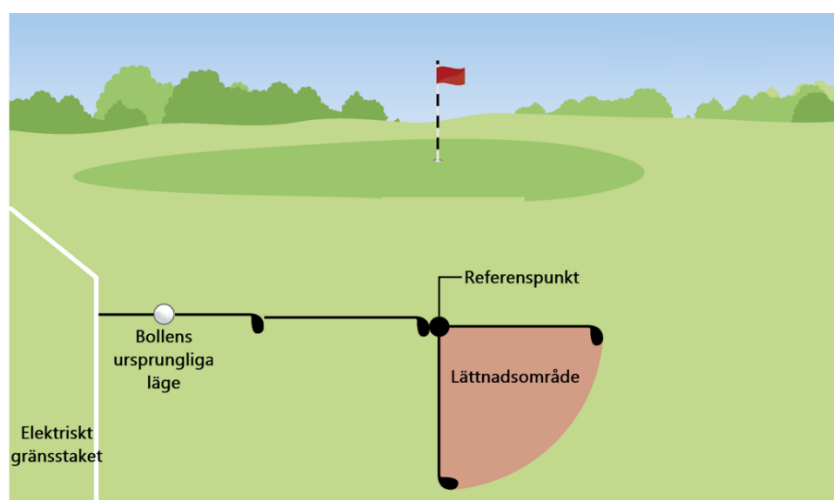 Referenspunkt
Bollens
ursprungliga
läge
Lättnadsområde
Elektriskt
gränsstaket